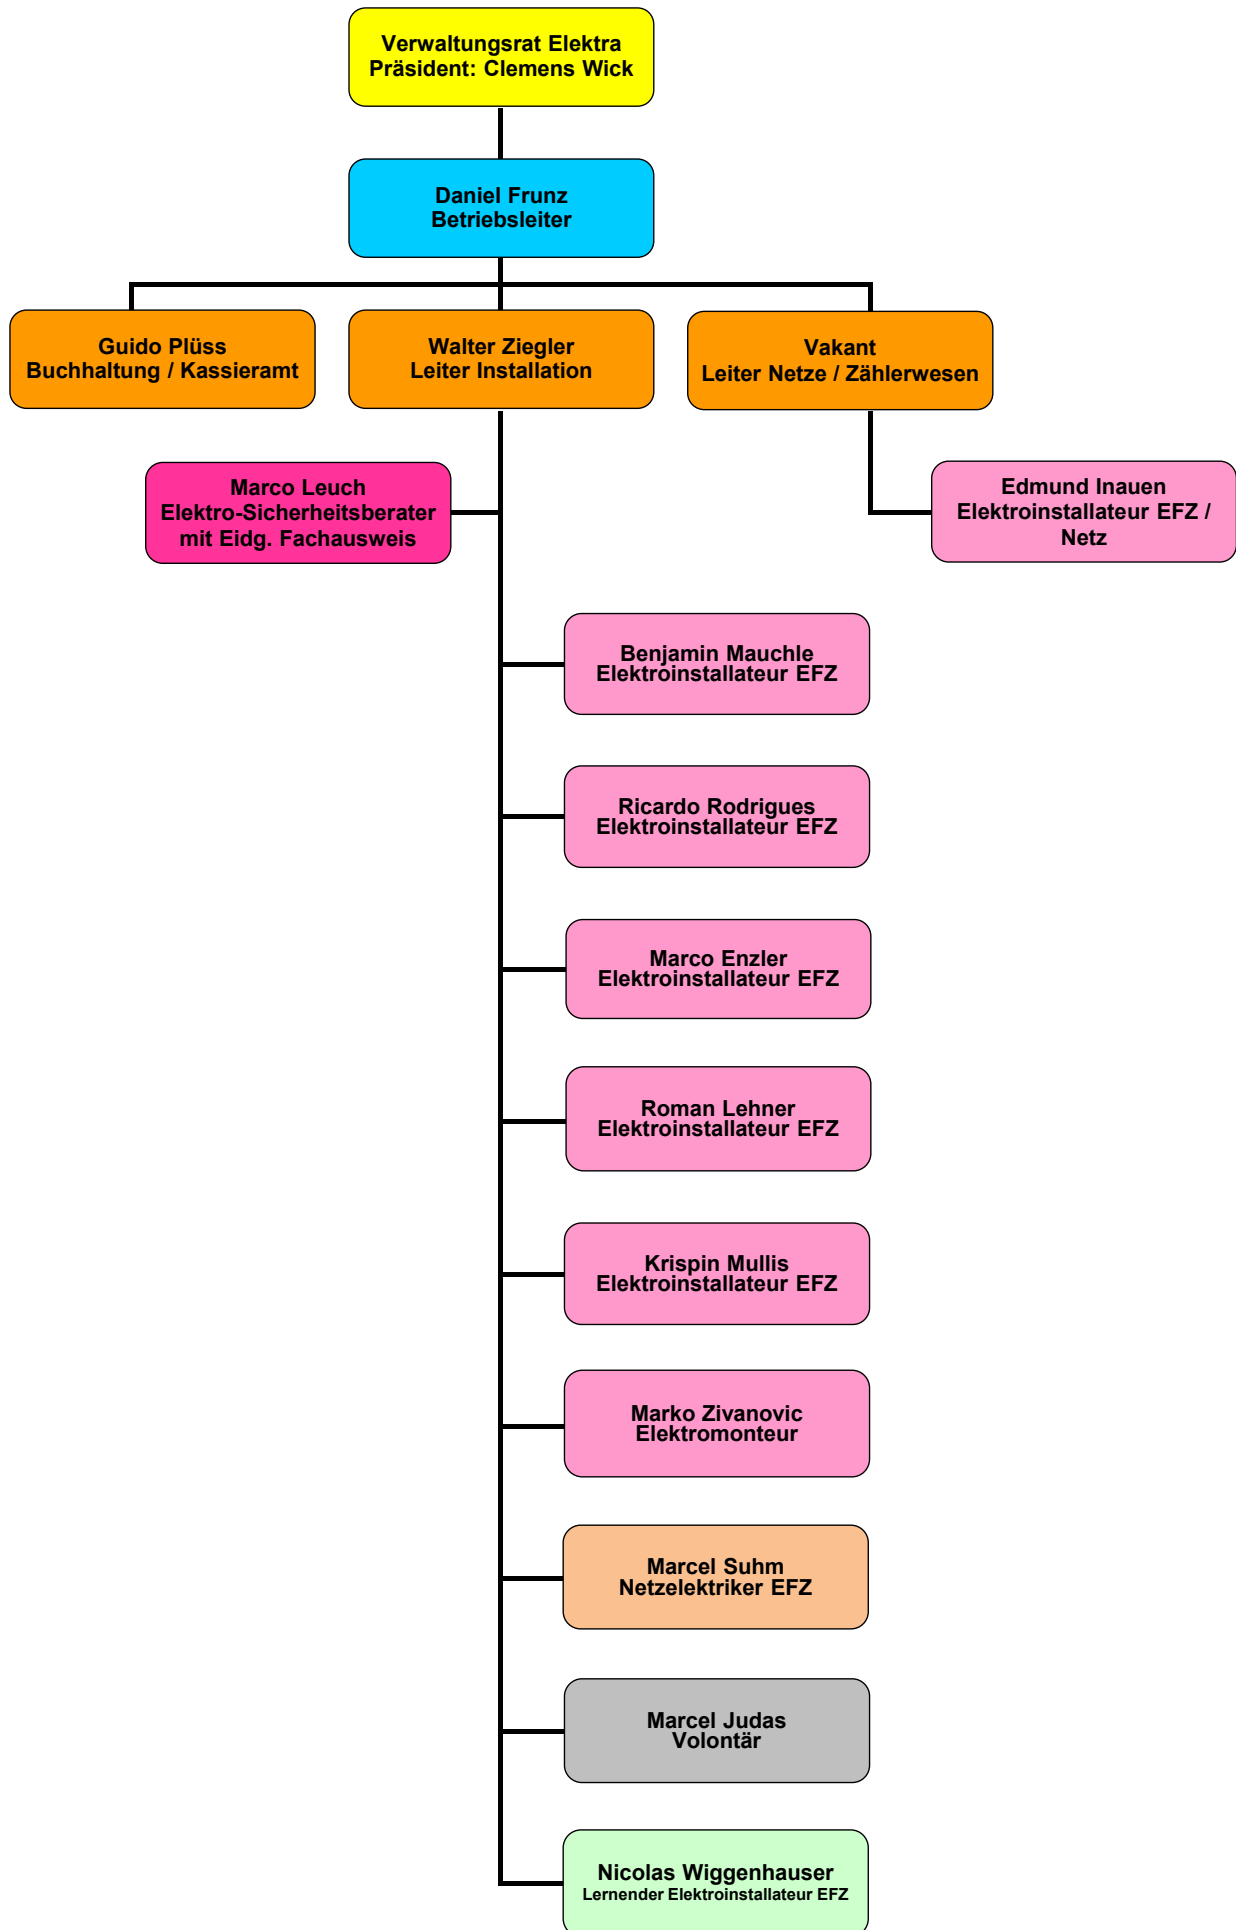 Verwaltungsrat Elektra
Präsident: Clemens Wick
Daniel Frunz
Betriebsleiter
Guido Plüss
Buchhaltung / Kassieramt
Walter Ziegler
Leiter Installation
Vakant
Leiter Netze / Zählerwesen
Marco Leuch
Elektro-Sicherheitsberater
mit Eidg. Fachausweis
Edmund Inauen
Elektroinstallateur EFZ /
Netz
Benjamin Mauchle
Elektroinstallateur EFZ
Ricardo Rodrigues
Elektroinstallateur EFZ
Marco Enzler
Elektroinstallateur EFZ
Roman Lehner
Elektroinstallateur EFZ
Krispin Mullis
Elektroinstallateur EFZ
Marko Zivanovic
Elektromonteur
Marcel Suhm
Netzelektriker EFZ
Marcel Judas
Volontär
Nicolas Wiggenhauser
Lernender Elektroinstallateur EFZ